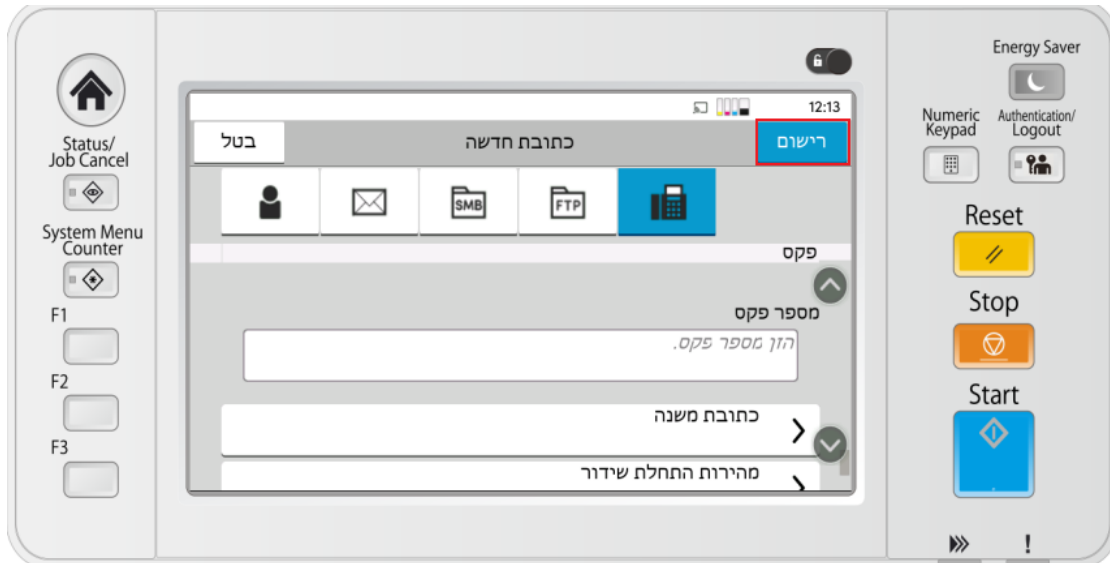 Energy Saver
Numeric Keypad
Authentication/
Logout
Status/
Job Cancel
System Menu
Counter
F1
F2
F3
12:13
רישום
כתובת חדשה
בטל
SMB
FTP
פקס
מספר פקס
הזן מספר פקס.
כתובת משנה
מהירות התחלת שידור
Reset
Stop
Start
!